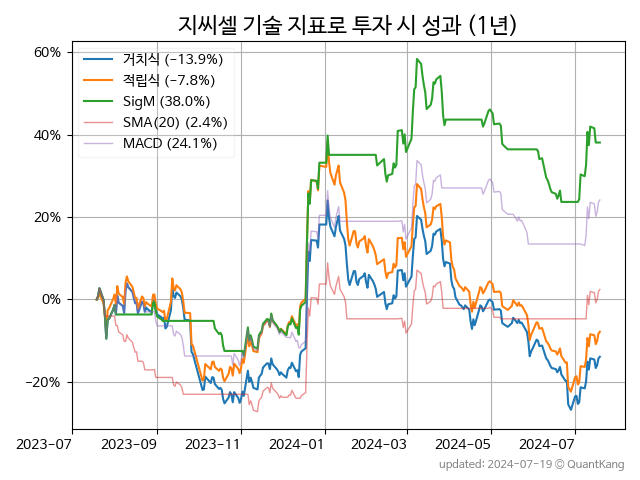 지씨셀 기술 지표로 투자 시 성과 (1년)
거치식 (−13.9%)
적립식 (−7.8%)
SigM (38.0%)
SMA(20) (2.4%)
MACD (24.1%)
60%
40%
20%
0%
−20%
2023-07 2023-09 2023-11 2024-01 2024-03 2024-05 2024-07
updated: 2024-07-19 © QuantKang